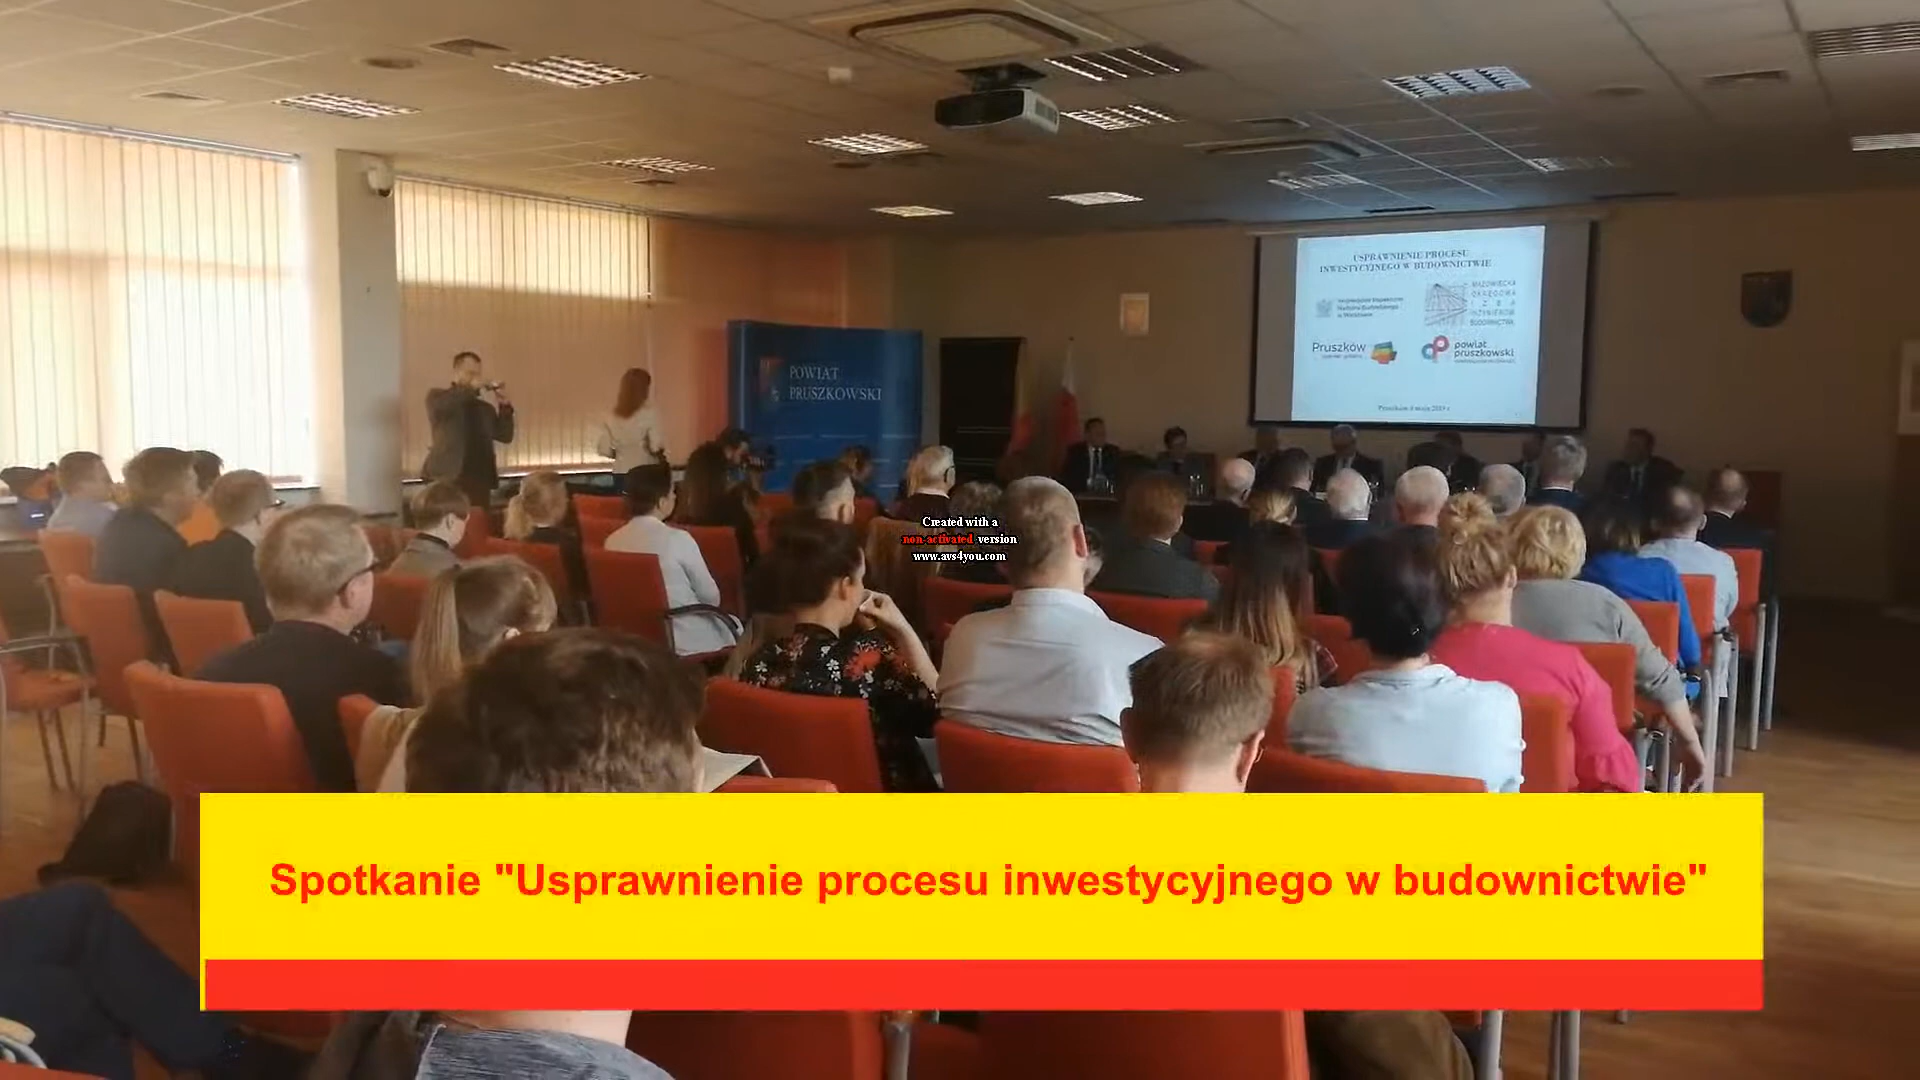 USPRAWNIENIE PROCESU
INWESTYCYJNEGO W BUDOWNICTWIE
MAZOWIECKA
OKRĘGOWA
IZBA
INŻYNIERÓW
BUDOWNICTWA
Pruszków
powiat
pruszkowski
POWIAT
PRUSZKOWSKI
Created with a
non-activated version
www.avs4you.com
Spotkanie "Usprawnienie procesu inwestycyjnego w budownictwie"